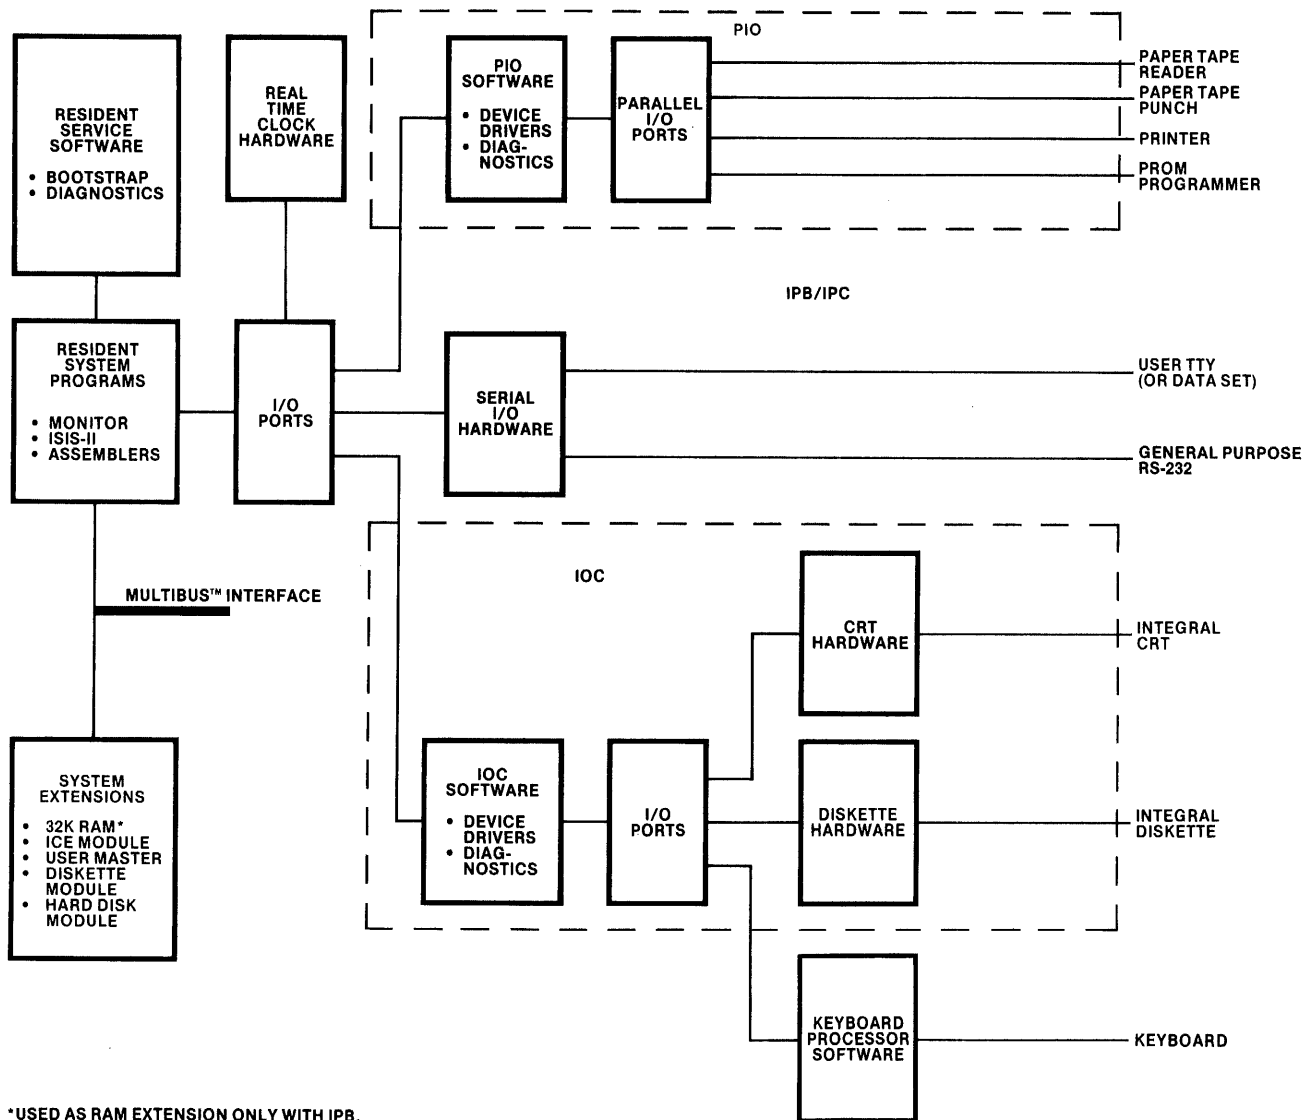 PIO
RESIDENT
SERVICE
SOFTWARE
• BOOTSTRAP
• DIAGNOSTICS
REAL
TIME
CLOCK
HARDWARE
PIO
SOFTWARE
• DEVICE
DRIVERS
• DIAG-
NOSTICS
PARALLEL
I/O
PORTS
PAPER TAPE
READER
PAPER TAPE
PUNCH
PRINTER
PROM
PROGRAMMER
IPB/IPC
RESIDENT
SYSTEM
PROGRAMS
• MONITOR
• ISIS-II
• ASSEMBLERS
I/O
PORTS
SERIAL
I/O
HARDWARE
USER TTY
(OR DATA SET)
GENERAL PURPOSE
RS-232
MULTIBUS™ INTERFACE
IOC
CRT
HARDWARE
INTEGRAL
CRT
SYSTEM
EXTENSIONS
• 32K RAM*
• ICE MODULE
• USER MASTER
• DISKETTE
MODULE
• HARD DISK
MODULE
IOC
SOFTWARE
• DEVICE
DRIVERS
• DIAG-
NOSTICS
I/O
PORTS
DISKETTE
HARDWARE
INTEGRAL
DISKETTE
KEYBOARD
PROCESSOR
SOFTWARE
KEYBOARD
*USED AS RAM EXTENSION ONLY WITH IPB.